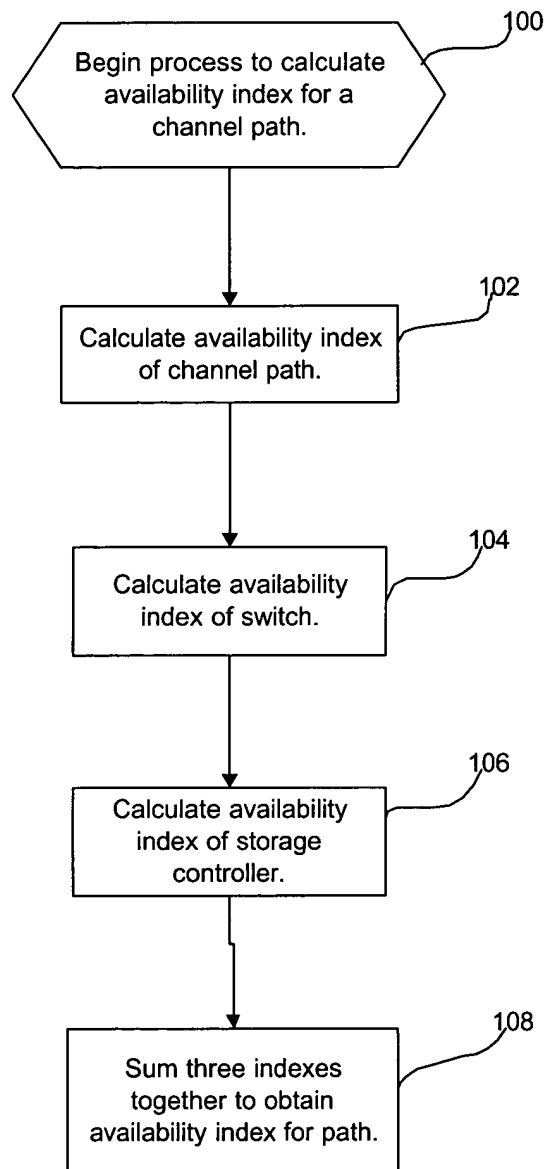 100
Begin process to calculate
availability index for a
channel path.
102
Calculate availability index
of channel path.
104
Calculate availability
index of switch.
106
Calculate availability
index of storage
controller.
108
Sum three indexes
together to obtain
availability index for path.